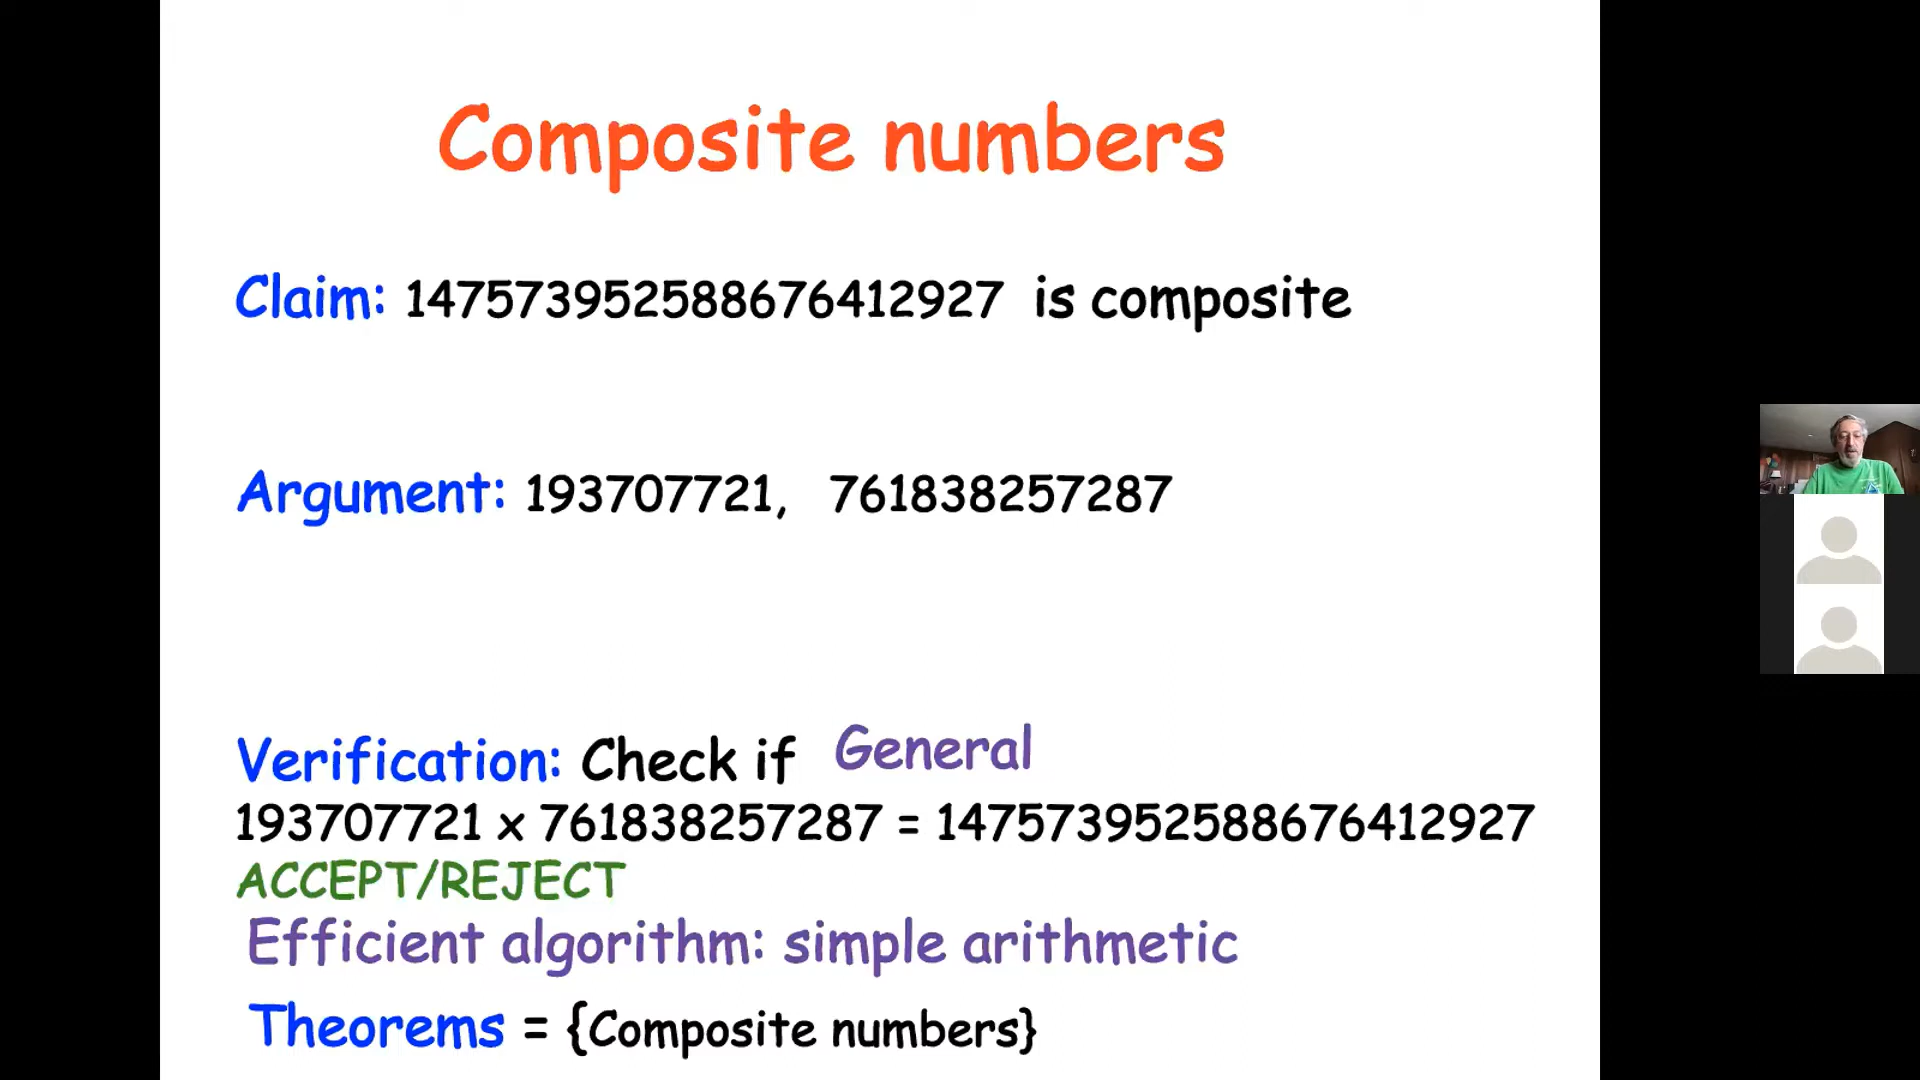 Composite numbers
Claim: 147573952588676412927 is composite
Argument: 193707721, 761838257287
Verification: Check if General
193707721 x 761838257287 = 147573952588676412927
ACCEPT/REJECT
Efficient algorithm: simple arithmetic
Theorems = {Composite numbers}